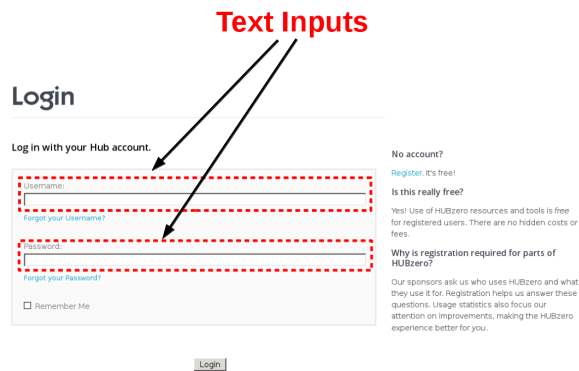 Text Inputs
Login
Log in with your Hub account.
Username:
Forgot your Username?
Password:
Forgot your Password?
Remember Me
Login
No account?
Register. It's free!
Is this really free?
Yes! Use of HUBzero resources and tools is free
for registered users. There are no hidden costs or
fees.
Why is registration required for parts of
HUBzero?
Our sponsors ask us who uses HUBzero and what
they use it for. Registration helps us answer these
questions. Usage statistics also focus our
attention on improvements, making the HUBzero
experience better for you.